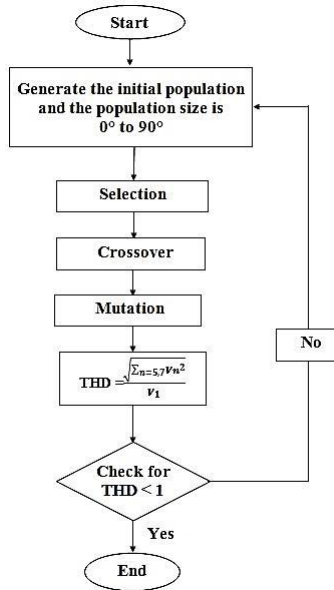 Start
Generate the initial population
and the population size is
0° to 90°
Selection
Crossover
Mutation
THD = √Σn=5,7 Vn² / V1
No
Check for
THD < 1
Yes
End